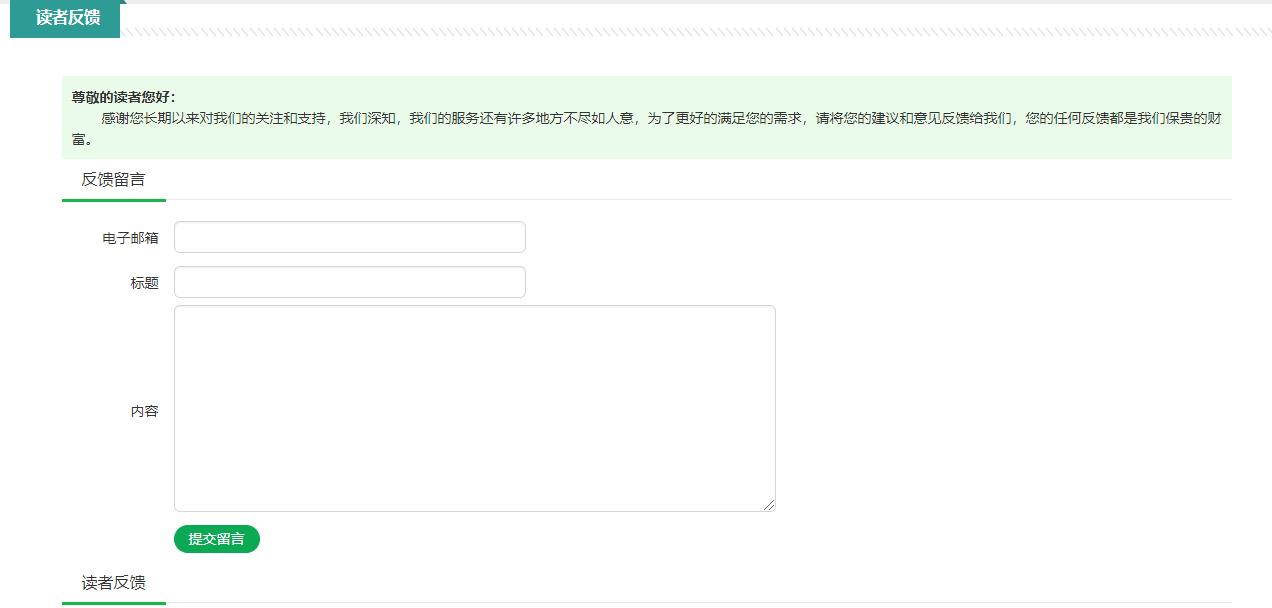 读者反馈
尊敬的读者您好：
感谢您长期以来对我们的关注和支持，我们深知，我们的服务还有许多地方不尽如人意，为了更好的满足您的需求，请将您的建议和意见反馈给我们，您的任何反馈都是我们保贵的财
富。
反馈留言
电子邮箱
标题
内容
提交留言
读者反馈